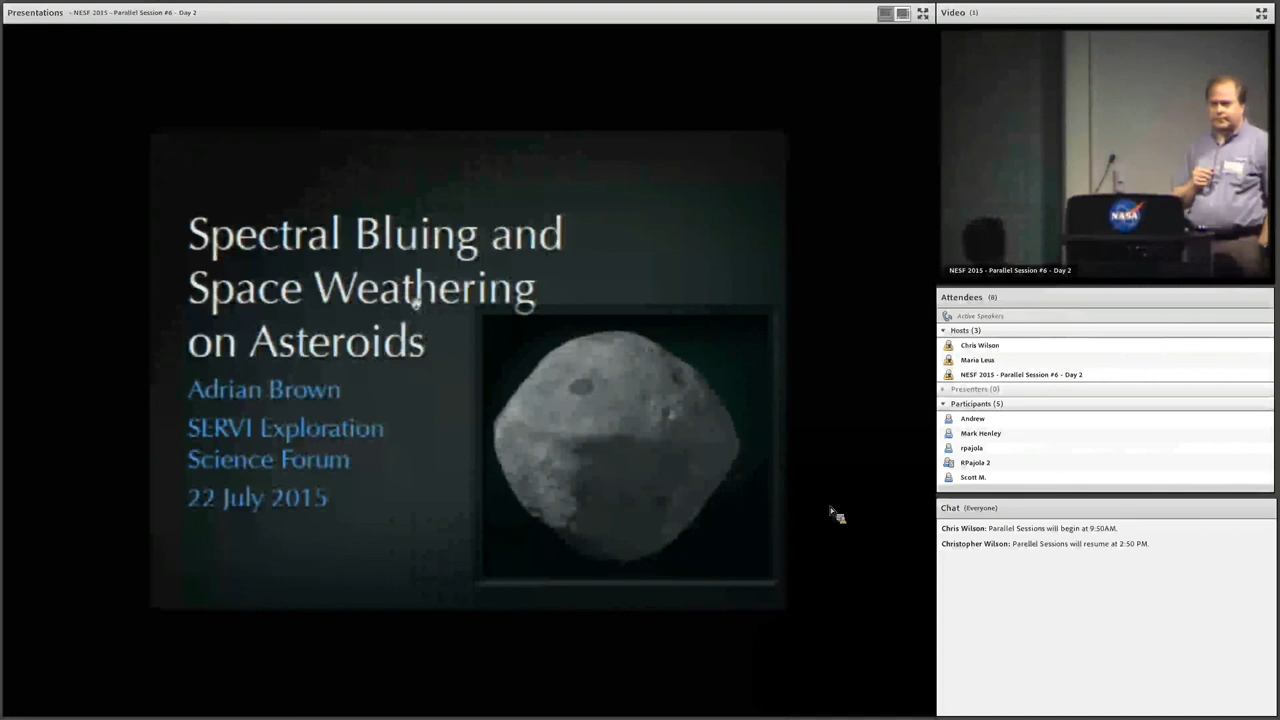 Presentations - NESF 2015 - Parallel Session #6 - Day 2
Spectral Bluing and
Space Weathering
on Asteroids
Adrian Brown
SERVI Exploration
Science Forum
22 July 2015
Video (1)
NASA
NESF 2015 - Parallel Session #6 - Day 2
Attendees (8)
Active Speakers
Hosts (3)
Chris Wilson
Maria Leus
NESF 2015 - Parallel Session #6 - Day 2
Presenters (0)
Participants (5)
Andrew
Mark Henley
rpajola
RPajola 2
Scott M.
Chat (Everyone)
Chris Wilson: Parallel Sessions will begin at 9:50AM.
Christopher Wilson: Parellel Sessions will resume at 2:50 PM.